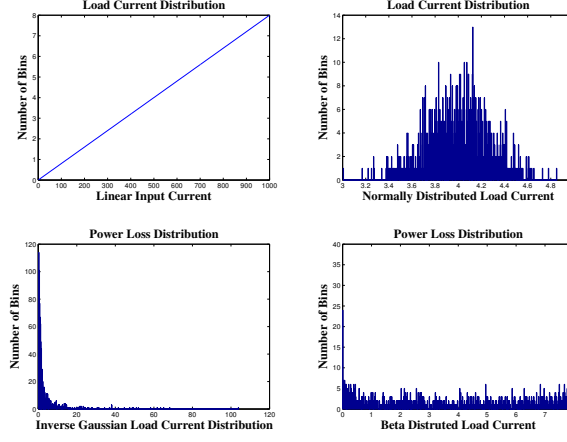 Load Current Distribution
Number of Bins
8
7
6
5
4
3
2
1
0
0 100 200 300 400 500 600 700 800 900 1000
Linear Input Current
Load Current Distribution
Number of Bins
14
12
10
8
6
4
2
0
3 3.2 3.4 3.6 3.8 4 4.2 4.4 4.6 4.8
Normally Distributed Load Current
Power Loss Distribution
Number of Bins
120
100
80
60
40
20
0
0 20 40 60 80 100 120
Inverse Gaussian Load Current Distribution
Power Loss Distribution
Number of Bins
40
35
30
25
20
15
10
5
0
0 1 2 3 4 5 6 7
Beta Distruted Load Current